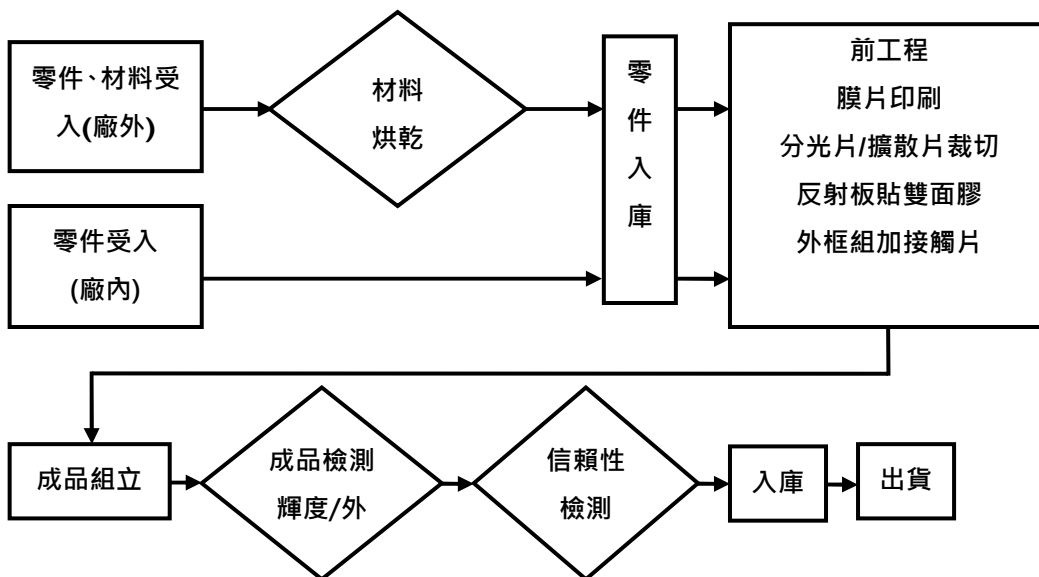 零件、材料受
入(廠外)
材料
烘乾
零
件
入
庫
前工程
膜片印刷
分光片/擴散片裁切
反射板貼雙面膠
外框組加接觸片
零件受入
(廠內)
成品組立
成品檢測
輝度/外
信賴性
檢測
入庫
出貨